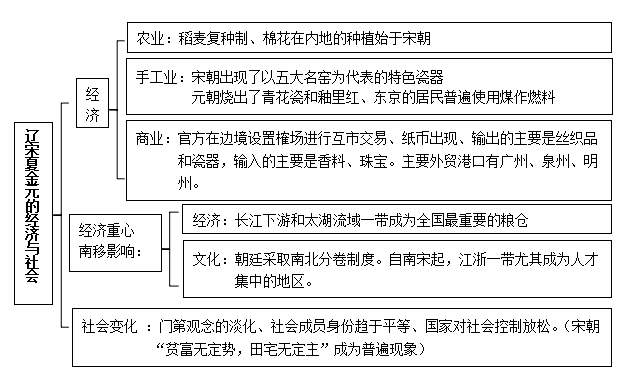 辽宋夏金元的经济与社会
经
济
农业：稻麦复种制、棉花在内地的种植始于宋朝
手工业：宋朝出现了以五大名窑为代表的特色瓷器
元朝烧出了青花瓷和釉里红、东京的居民普遍使用煤作燃料
商业：官方在边境设置榷场进行互市交易、纸币出现、输出的主要是丝织品
和瓷器，输入的主要是香料、珠宝。主要外贸港口有广州、泉州、明
州。
经济重心
南移影响：
经济：长江下游和太湖流域一带成为全国最重要的粮仓
文化：朝廷采取南北分卷制度。自南宋起，江浙一带尤其成为人才
集中的地区。
社会变化 ：门第观念的淡化、社会成员身份趋于平等、国家对社会控制放松。（宋朝
“贫富无定势，田宅无定主”成为普遍现象）